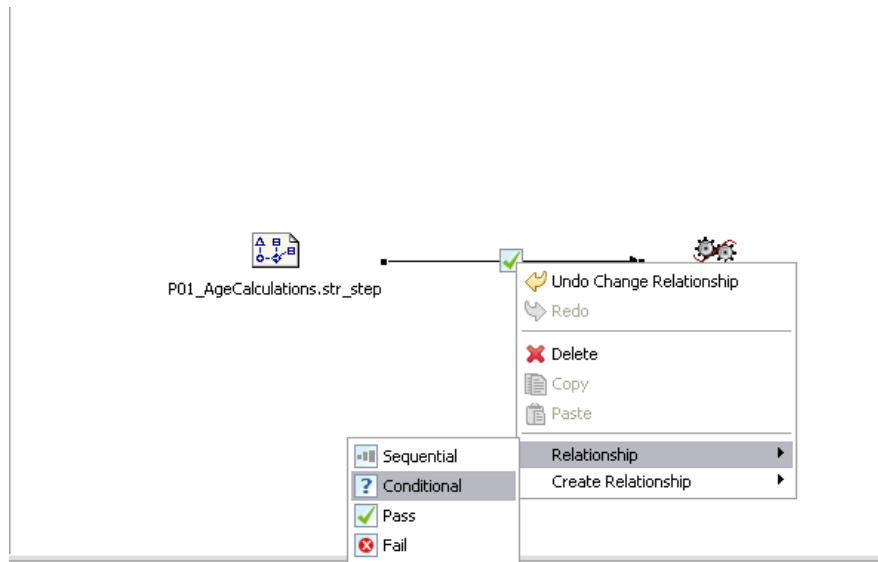 P01_AgeCalculations.str_step
Undo Change Relationship
Redo
Delete
Copy
Paste
Relationship
Create Relationship
Sequential
Conditional
Pass
Fail